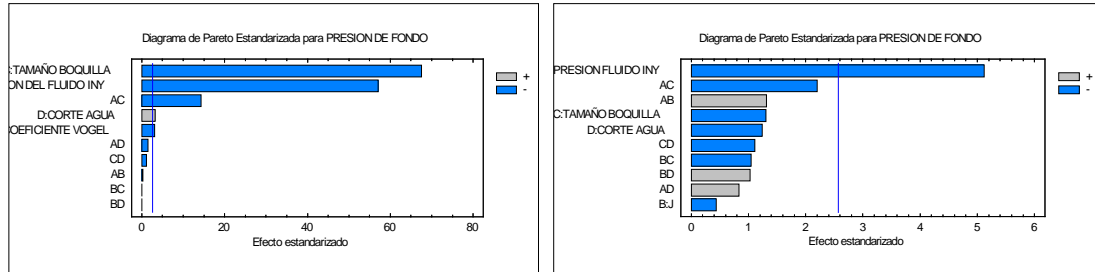 Diagrama de Pareto Estandarizada para PRESION DE FONDO
:TAMAÑO BOQUILLA
ON DEL FLUIDO INY
AC
D:CORTE AGUA
COEFICIENTE VOGEL
AD
CD
AB
BC
BD
0 20 40 60 80
Efecto estandarizado
+
-
Diagrama de Pareto Estandarizada para PRESION DE FONDO
PRESION FLUIDO INY
AC
AB
C:TAMAÑO BOQUILLA
D:CORTE AGUA
CD
BC
BD
AD
B:J
0 1 2 3 4 5 6
Efecto estandarizado
+
-